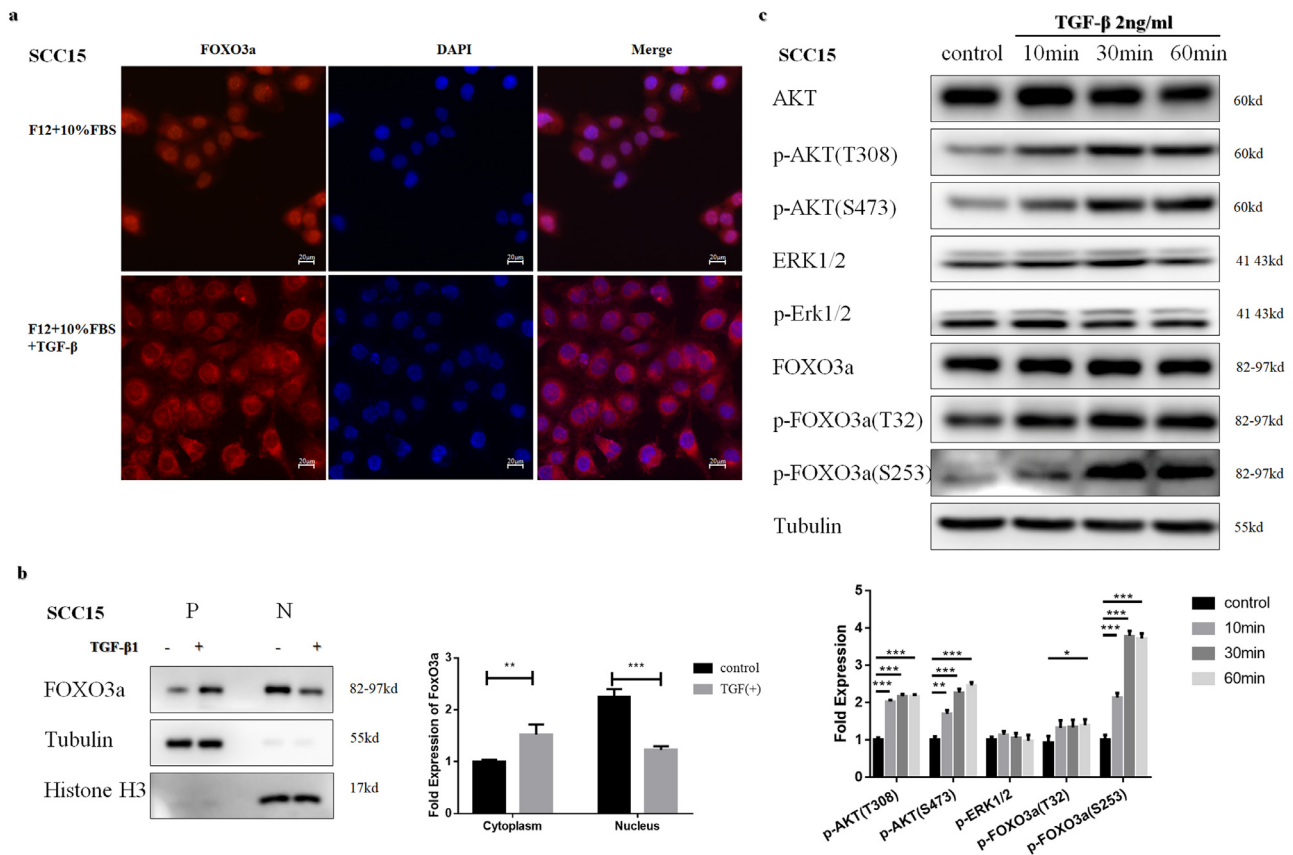 a
SCC15
FOXO3a
DAPI
Merge
F12+10%FBS
20μm
20μm
20μm
F12+10%FBS
+TGF-β
20μm
20μm
20μm
b
SCC15
P
N
TGF-β1
- + - +
FOXO3a
82-97kd
Tubulin
55kd
Histone H3
17kd
Fold Expression of FoxO3a
4
3
2
1
0
**
***
control
TGF(+)
Cytoplasm
Nucleus
c
TGF-β 2ng/ml
SCC15
control
10min
30min
60min
AKT
60kd
p-AKT(T308)
60kd
p-AKT(S473)
60kd
ERK1/2
41 43kd
p-Erk1/2
41 43kd
FOXO3a
82-97kd
p-FOXO3a(T32)
82-97kd
p-FOXO3a(S253)
82-97kd
Tubulin
55kd
Fold Expression
5
4
3
2
1
0
***
***
***
***
***
**
*
***
***
***
control
10min
30min
60min
p-AKT(T308)
p-AKT(S473)
p-ERK1/2
p-FOXO3a(T32)
p-FOXO3a(S253)